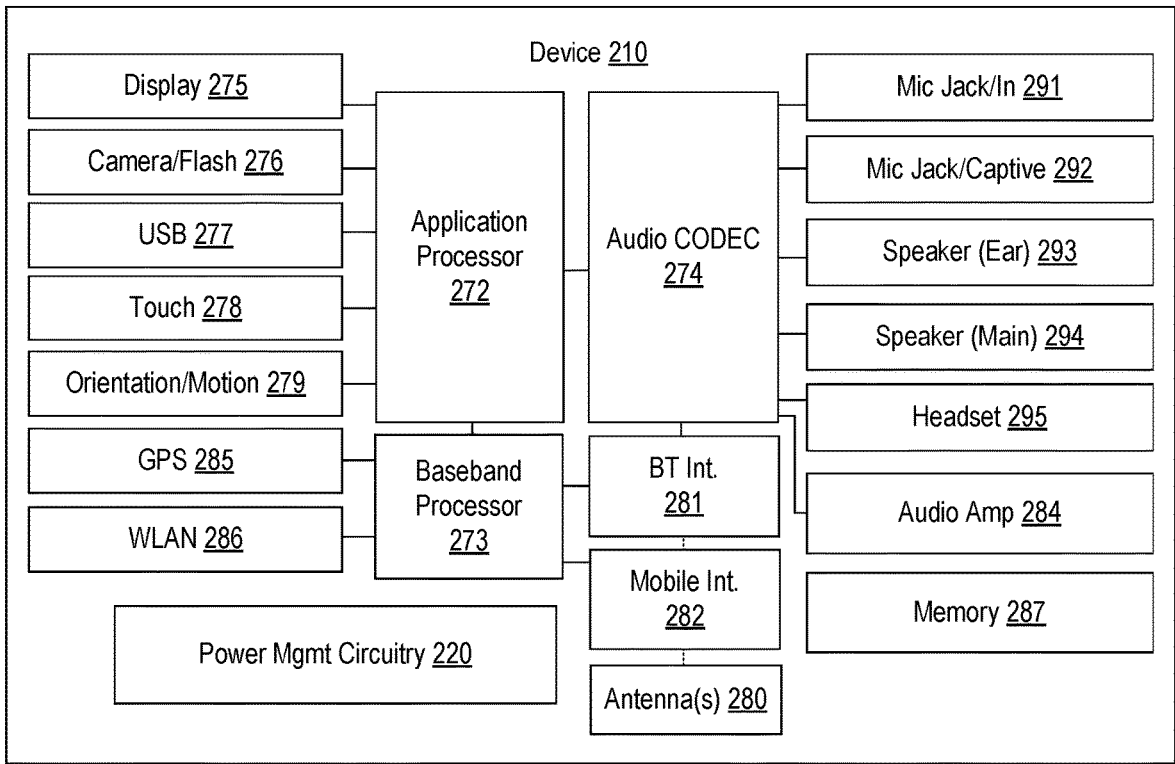 Device 210
Display 275
Camera/Flash 276
USB 277
Touch 278
Orientation/Motion 279
GPS 285
WLAN 286
Application
Processor
272
Baseband
Processor
273
Audio CODEC
274
BT Int.
281
Mobile Int.
282
Antenna(s) 280
Mic Jack/In 291
Mic Jack/Captive 292
Speaker (Ear) 293
Speaker (Main) 294
Headset 295
Audio Amp 284
Memory 287
Power Mgmt Circuitry 220